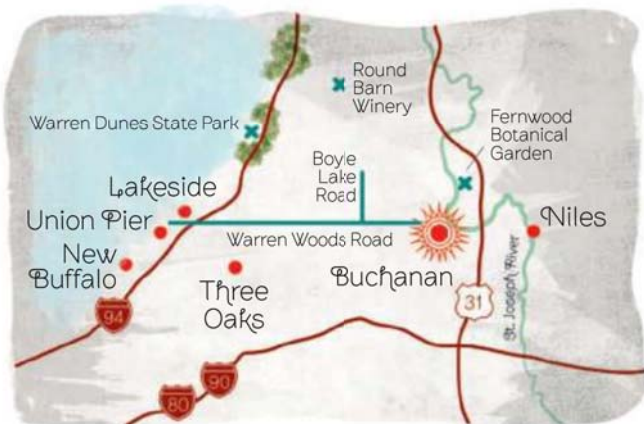 Round
Barn
Winery
Warren Dunes State Park
Fernwood
Botanical
Garden
Boyle
Lake
Road
Lakeside
Union Pier
New
Buffalo
Warren Woods Road
Three
Oaks
Buchanan
Niles
St. Joseph River
94
31
90
80